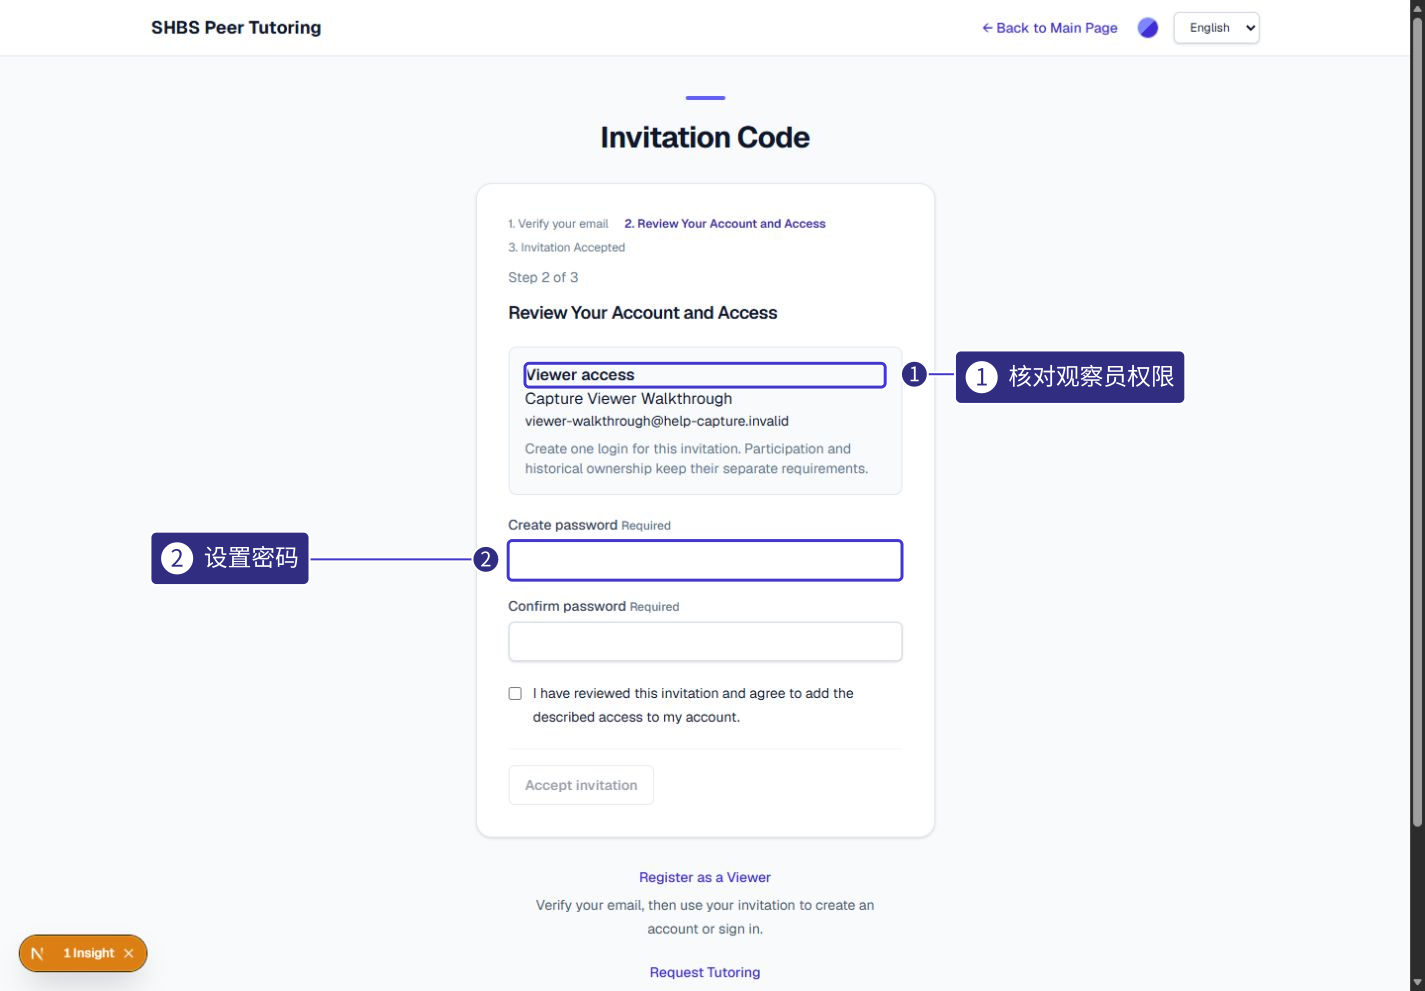 SHBS Peer Tutoring
← Back to Main Page
English
Invitation Code
1. Verify your email 2. Review Your Account and Access
3. Invitation Accepted
Step 2 of 3
Review Your Account and Access
Viewer access
1
1 核对观察员权限
Capture Viewer Walkthrough
viewer-walkthrough@help-capture.invalid
Create one login for this invitation. Participation and
historical ownership keep their separate requirements.
Create password Required
2 设置密码
2
Confirm password Required
I have reviewed this invitation and agree to add the
described access to my account.
Accept invitation
Register as a Viewer
Verify your email, then use your invitation to create an
account or sign in.
N 1 Insight ×
Request Tutoring